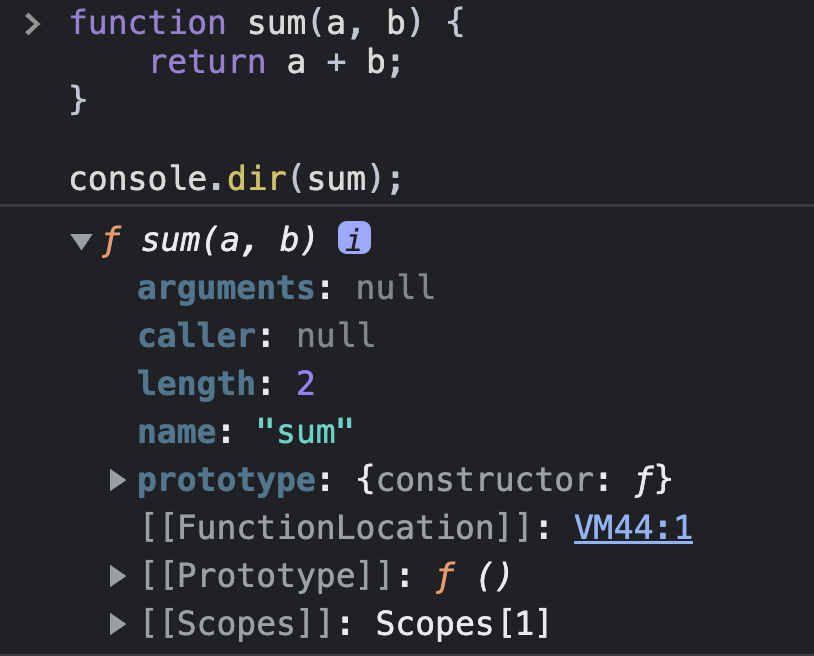 > function sum(a, b) {
return a + b;
}
console.dir(sum);
▼ ƒ sum(a, b) i
arguments: null
caller: null
length: 2
name: "sum"
▶ prototype: {constructor: ƒ}
[[FunctionLocation]]: VM44:1
▶ [[Prototype]]: ƒ ()
▶ [[Scopes]]: Scopes[1]